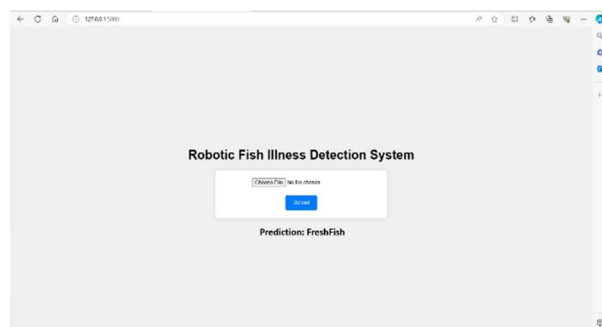 127.0.0.1:5000
Robotic Fish Illness Detection System
Choose File No file chosen
Upload
Prediction: FreshFish